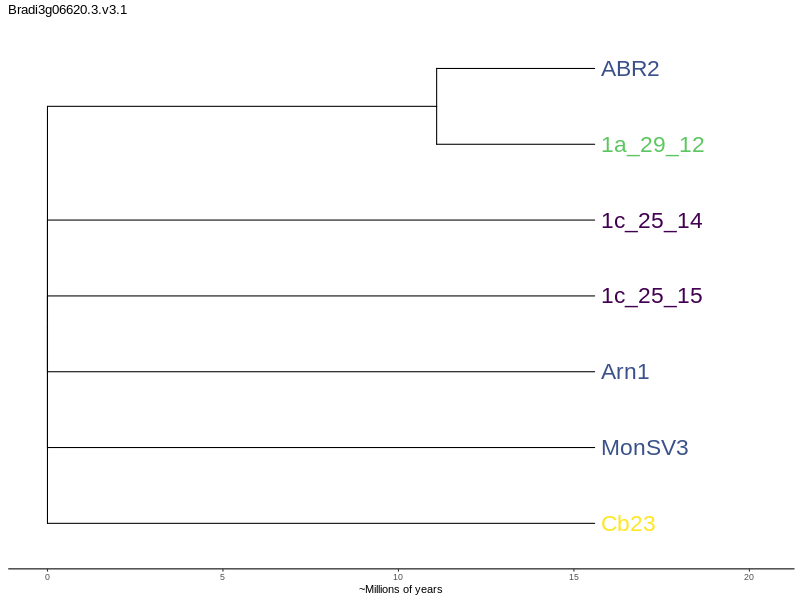 Bradi3g06620.3.v3.1
ABR2
1a_29_12
1c_25_14
1c_25_15
Arn1
MonSV3
Cb23
0 5 10 15 20
~Millions of years